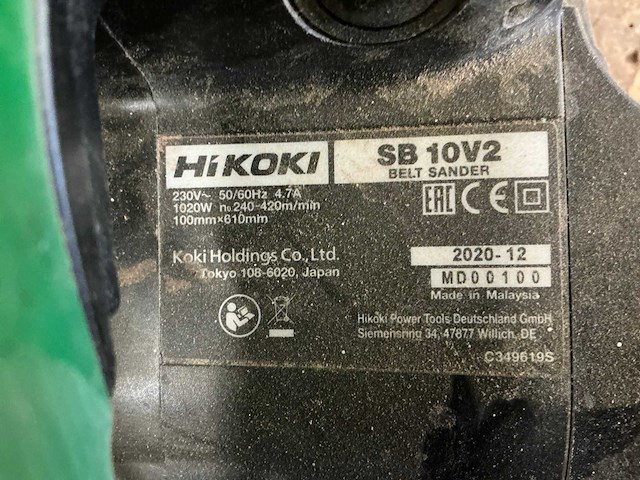 HiKOKI
SB 10V2
BELT SANDER
230V~ 50/60Hz 4.7A
1020W n₀240-420m/min
100mm×610mm
EAC CE
Koki Holdings Co., Ltd.
Tokyo 108-6020, Japan
2020-12
MD00100
Made in Malaysia
Hikoki Power Tools Deutschland GmbH
Siemensring 34, 47877 Willich, DE
C349619S